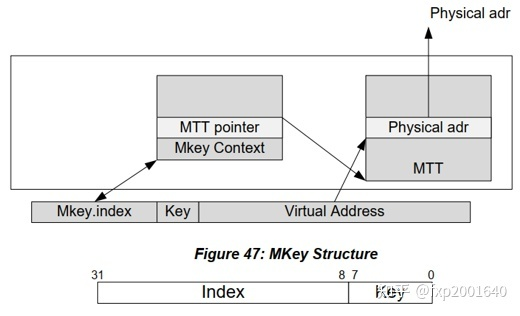 Physical adr
MTT pointer
Physical adr
Mkey Context
MTT
Mkey.index Key Virtual Address
Figure 47: MKey Structure
31 8 7 0
Index Key
知乎 @fxp2001640